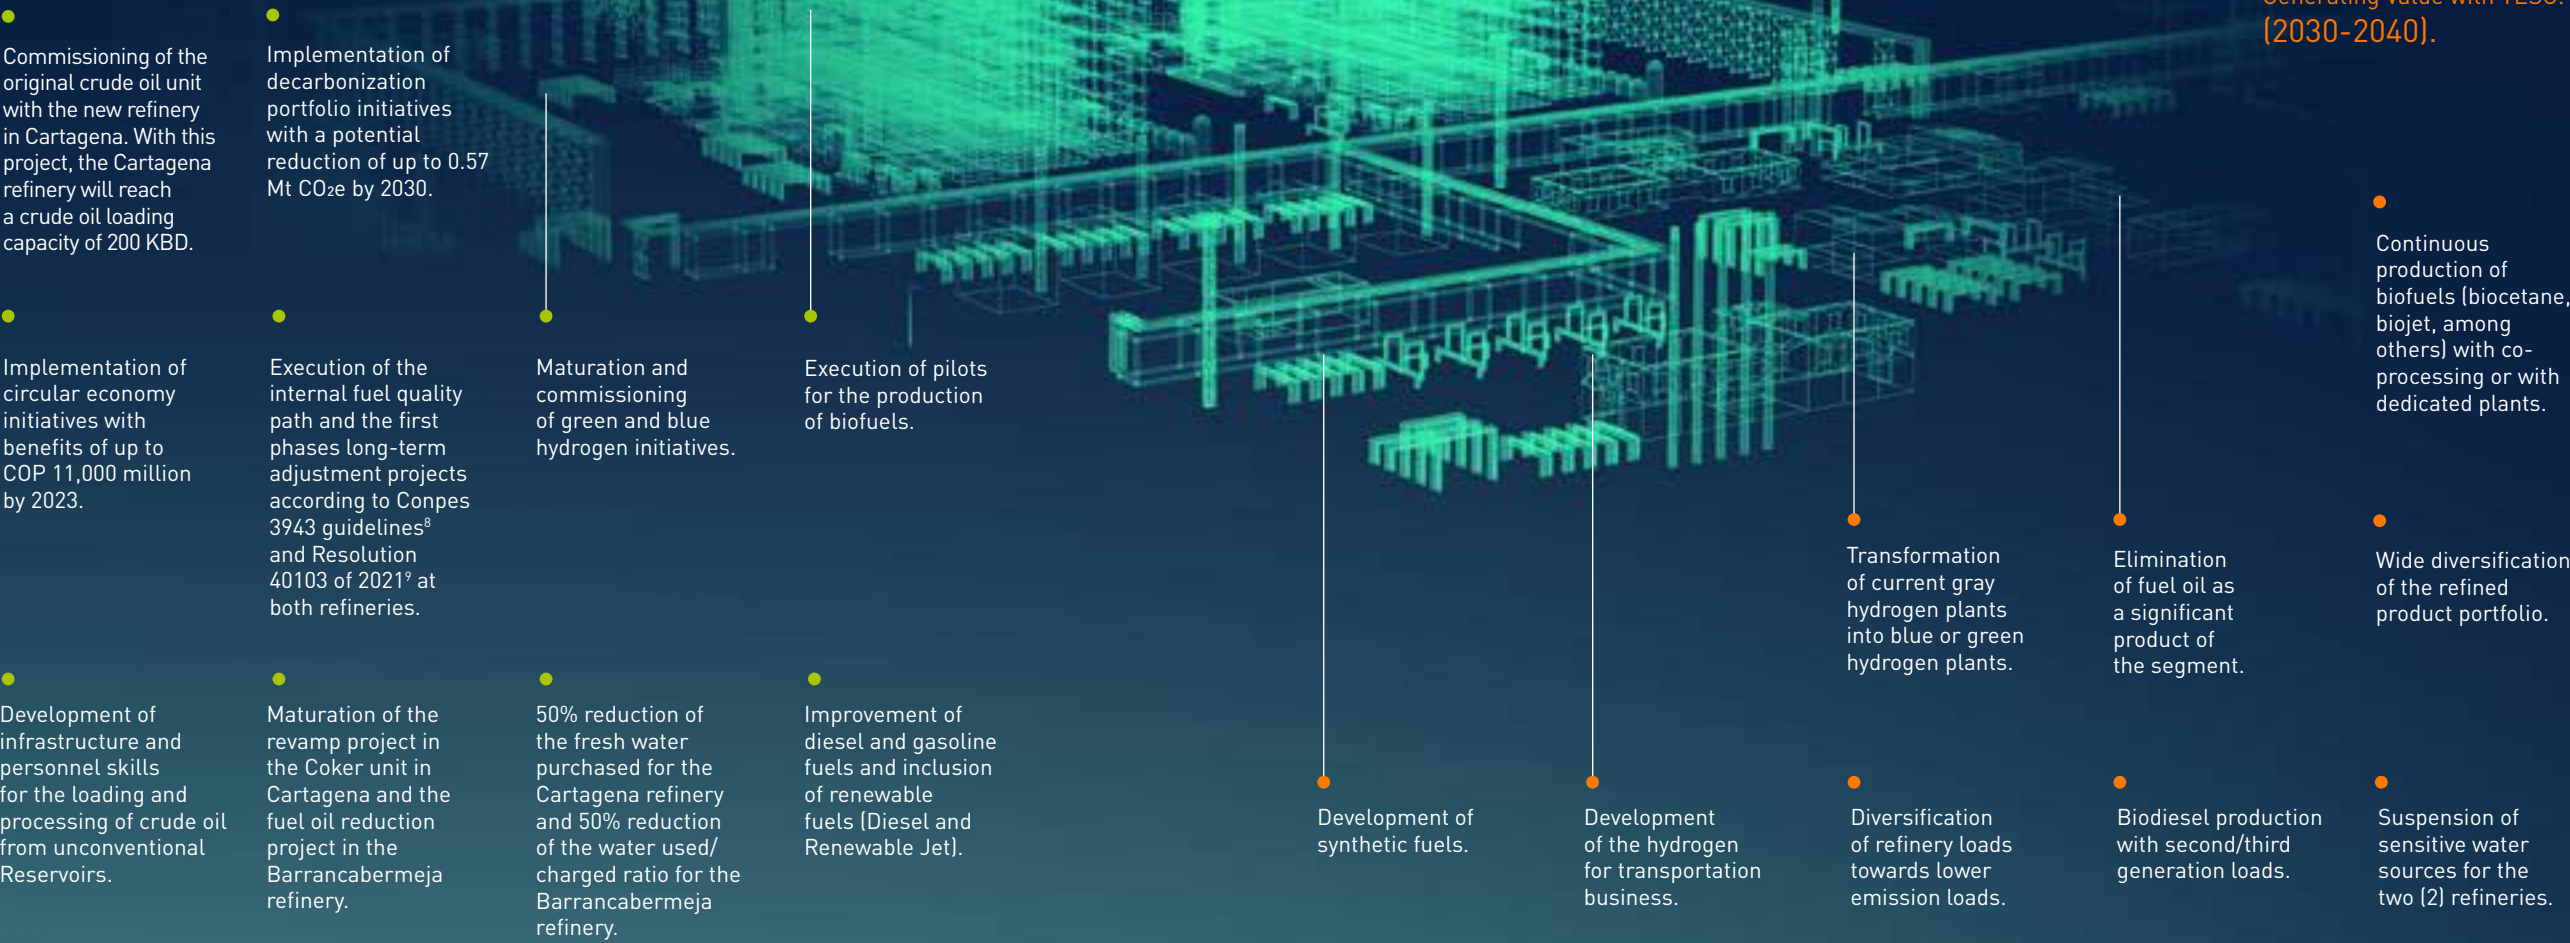 Generating Value with TESG.
(2030-2040).
Commissioning of the
original crude oil unit
with the new refinery
in Cartagena. With this
project, the Cartagena
refinery will reach
a crude oil loading
capacity of 200 KBD.
Implementation of
decarbonization
portfolio initiatives
with a potential
reduction of up to 0.57
Mt CO₂e by 2030.
Implementation of
circular economy
initiatives with
benefits of up to
COP 11,000 million
by 2023.
Execution of the
internal fuel quality
path and the first
phases long-term
adjustment projects
according to Conpes
3943 guidelines⁸
and Resolution
40103 of 2021⁹ at
both refineries.
Maturation and
commissioning
of green and blue
hydrogen initiatives.
Execution of pilots
for the production
of biofuels.
Development of
infrastructure and
personnel skills
for the loading and
processing of crude oil
from unconventional
Reservoirs.
Maturation of the
revamp project in
the Coker unit in
Cartagena and the
fuel oil reduction
project in the
Barrancabermeja
refinery.
50% reduction of
the fresh water
purchased for the
Cartagena refinery
and 50% reduction
of the water used/
charged ratio for the
Barrancabermeja
refinery.
Improvement of
diesel and gasoline
fuels and inclusion
of renewable
fuels (Diesel and
Renewable Jet).
Continuous
production of
biofuels (biocetane,
biojet, among
others) with co-
processing or with
dedicated plants.
Transformation
of current gray
hydrogen plants
into blue or green
hydrogen plants.
Elimination
of fuel oil as
a significant
product of
the segment.
Wide diversification
of the refined
product portfolio.
Development of
synthetic fuels.
Development
of the hydrogen
for transportation
business.
Diversification
of refinery loads
towards lower
emission loads.
Biodiesel production
with second/third
generation loads.
Suspension of
sensitive water
sources for the
two (2) refineries.